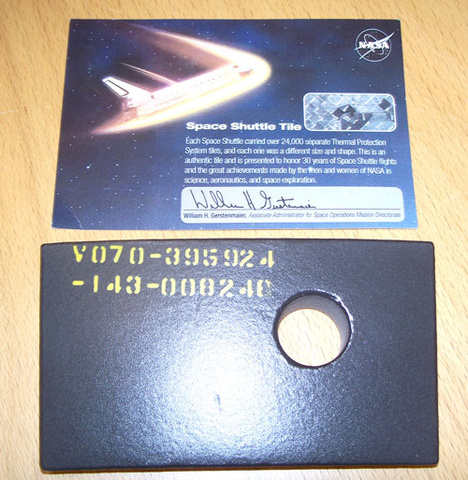 NASA
Space Shuttle Tile
Each Space Shuttle carried over 24,000 separate Thermal Protection
System tiles, and each one was a different size and shape. This is an
authentic tile and is presented to honor 30 years of Space Shuttle flights
and the great achievements made by the men and women of NASA in
science, aeronautics, and space exploration.
William H. Gerstenmaier
William H. Gerstenmaier, Associate Administrator for Space Operations Mission Directorate
V070-395924
-143-008240